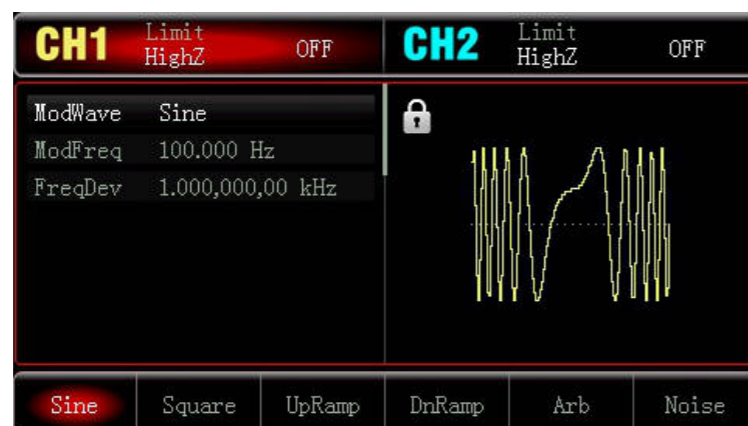 CH1 Limit HighZ OFF CH2 Limit HighZ OFF
ModWave Sine
ModFreq 100.000 Hz
FreqDev 1.000,000,00 kHz
Sine Square UpRamp DnRamp Arb Noise